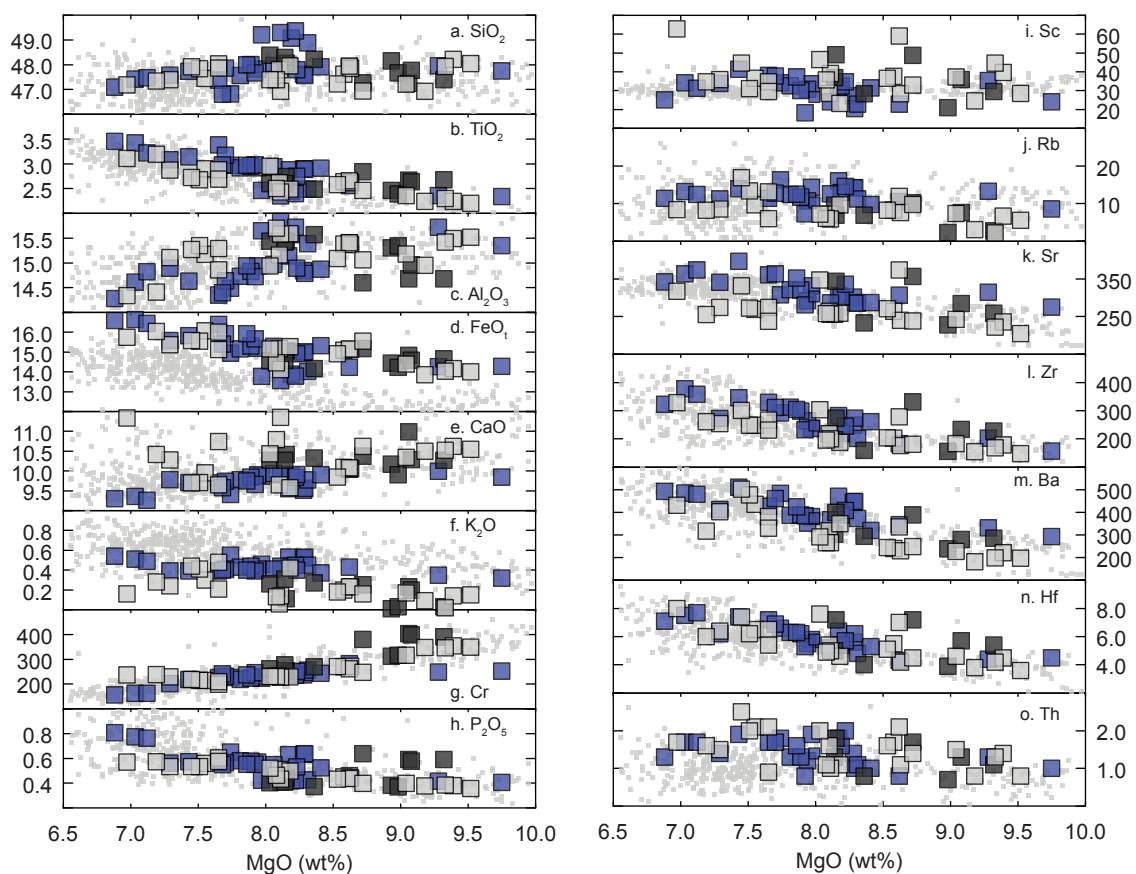 a. SiO2
49.0
48.0
47.0
b. TiO2
3.5
3.0
2.5
15.5
15.0
14.5
c. Al2O3
d. FeOt
16.0
15.0
14.0
13.0
e. CaO
11.0
10.5
10.0
9.5
f. K2O
0.8
0.6
0.4
0.2
400
300
200
g. Cr
h. P2O5
0.8
0.6
0.4
6.5 7.0 7.5 8.0 8.5 9.0 9.5 10.0
MgO (wt%)
i. Sc
60
50
40
30
20
j. Rb
20
10
k. Sr
350
250
l. Zr
400
300
200
m. Ba
500
400
300
200
n. Hf
8.0
6.0
4.0
o. Th
2.0
1.0
6.5 7.0 7.5 8.0 8.5 9.0 9.5 10.0
MgO (wt%)